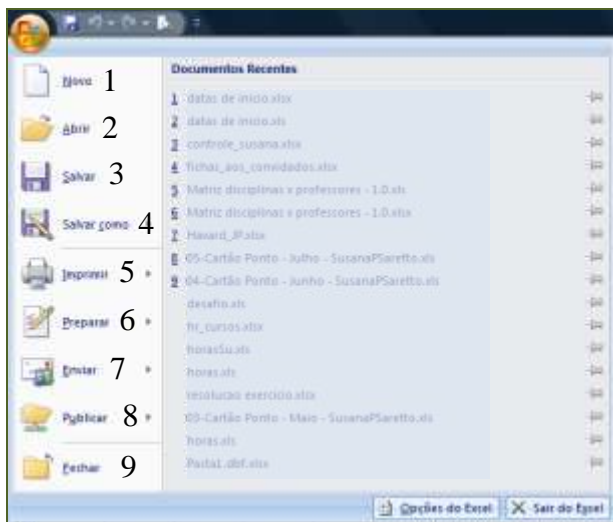 Novo 1
Abrir 2
Salvar 3
Salvar como 4
Imprimir 5
Preparar 6
Enviar 7
Publicar 8
Fechar 9
Documentos Recentes
1 datas de inicio.xlsx
2 datas de inicio.xls
3 controle_susana.xlsx
4 fichas_aos_convidados.xlsx
5 Matriz disciplinas x professores - 1.0.xls
6 Matriz disciplinas x professores - 1.0.xlsx
7 Havard_JP.xlsx
8 05-Cartão Ponto - Julho - SusanaPSaretto.xls
9 04-Cartão Ponto - Junho - SusanaPSaretto.xls
desafio.xls
hr_cursos.xlsx
horasSu.xls
horas.xls
resolucao exercicio.xlsx
03-Cartão Ponto - Maio - SusanaPSaretto.xls
horas.xls
Pasta1.dbf.xlsx
Opções do Excel
Sair do Excel